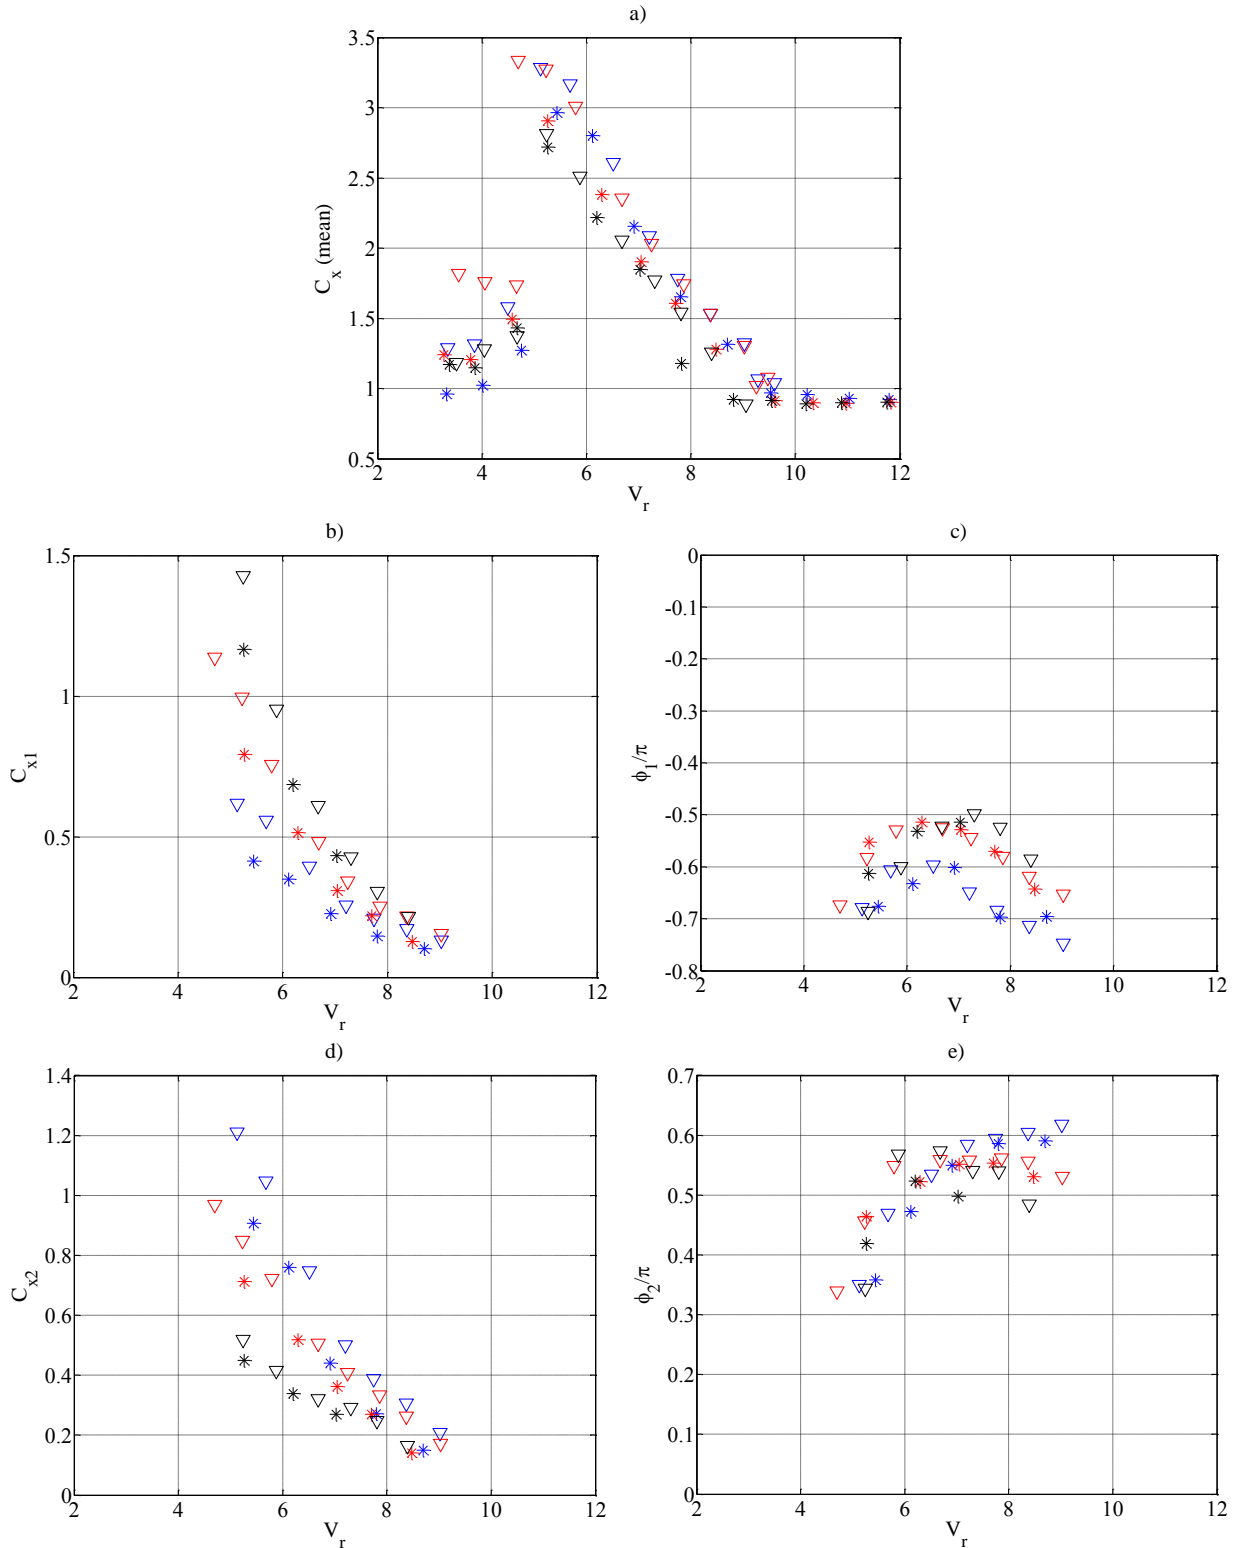 a)
3.5
3
2.5
2
1.5
1
0.5
C_x (mean)
2 4 6 8 10 12
V_r
b)
1.5
1
0.5
0
C_x1
2 4 6 8 10 12
V_r
c)
0
-0.1
-0.2
-0.3
-0.4
-0.5
-0.6
-0.7
-0.8
ϕ_1/π
2 4 6 8 10 12
V_r
d)
1.4
1.2
1
0.8
0.6
0.4
0.2
0
C_x2
2 4 6 8 10 12
V_r
e)
0.7
0.6
0.5
0.4
0.3
0.2
0.1
0
ϕ_2/π
2 4 6 8 10 12
V_r